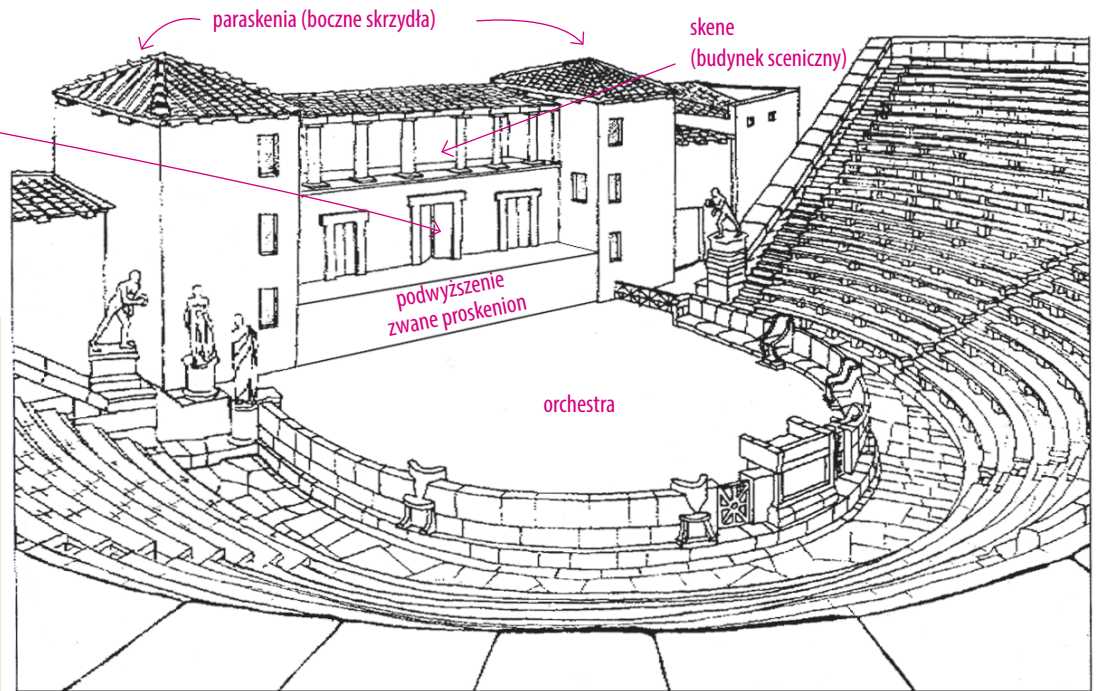 paraskenia (boczne skrzydła)
skene
(budynek sceniczny)
podwyższenie
zwane proskenion
orchestra